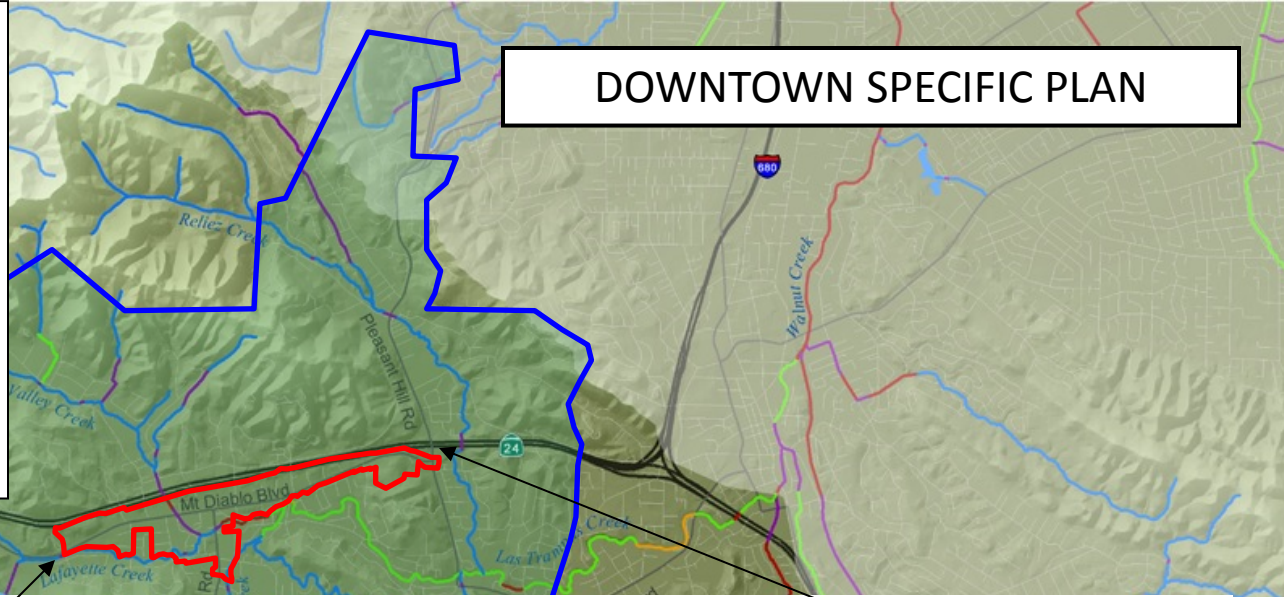 DOWNTOWN SPECIFIC PLAN
680
Reliez Creek
Walnut Creek
Pleasant Hill Rd
Valley Creek
24
Mt Diablo Blvd
Las Trampas Creek
Lafayette Creek
Rd